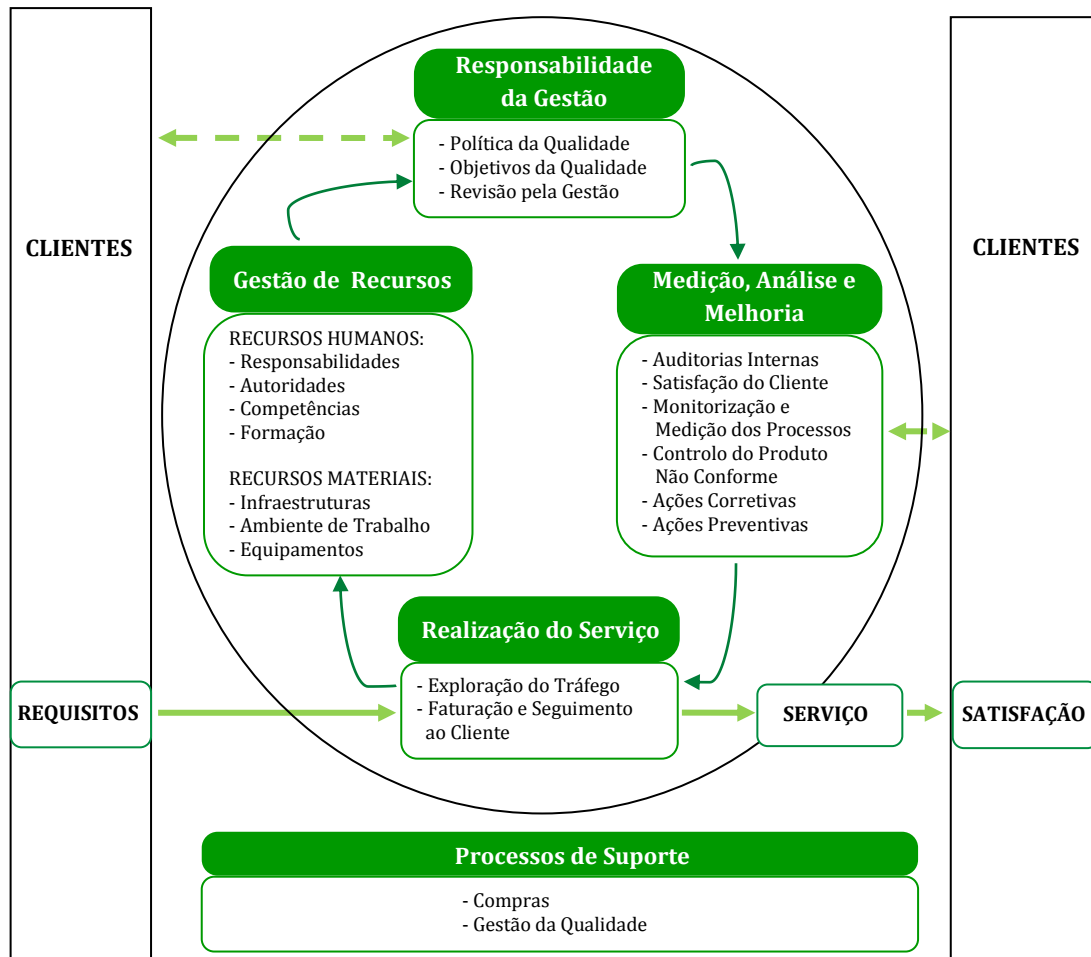 Responsabilidade
da Gestão
- Política da Qualidade
- Objetivos da Qualidade
- Revisão pela Gestão
CLIENTES
CLIENTES
Gestão de Recursos
RECURSOS HUMANOS:
- Responsabilidades
- Autoridades
- Competências
- Formação
RECURSOS MATERIAIS:
- Infraestruturas
- Ambiente de Trabalho
- Equipamentos
Medição, Análise e
Melhoria
- Auditorias Internas
- Satisfação do Cliente
- Monitorização e
Medição dos Processos
- Controlo do Produto
Não Conforme
- Ações Corretivas
- Ações Preventivas
Realização do Serviço
- Exploração do Tráfego
- Faturação e Seguimento
ao Cliente
REQUISITOS
SERVIÇO
SATISFAÇÃO
Processos de Suporte
- Compras
- Gestão da Qualidade